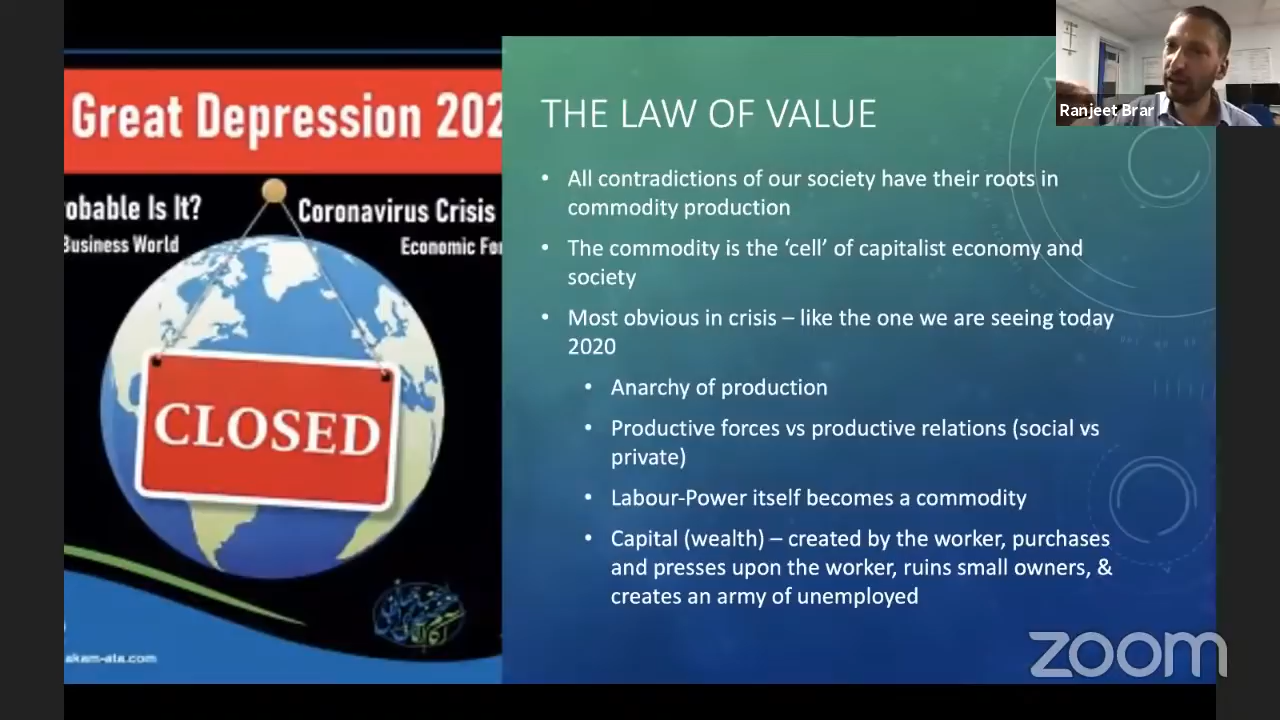 Great Depression 202
obable Is It?
Business World
Coronavirus Crisis
Economic For
CLOSED
akam-ata.com
THE LAW OF VALUE
• All contradictions of our society have their roots in
commodity production
• The commodity is the ‘cell’ of capitalist economy and
society
• Most obvious in crisis – like the one we are seeing today
2020
• Anarchy of production
• Productive forces vs productive relations (social vs
private)
• Labour-Power itself becomes a commodity
• Capital (wealth) – created by the worker, purchases
and presses upon the worker, ruins small owners, &
creates an army of unemployed
Ranjeet Brar
zoom